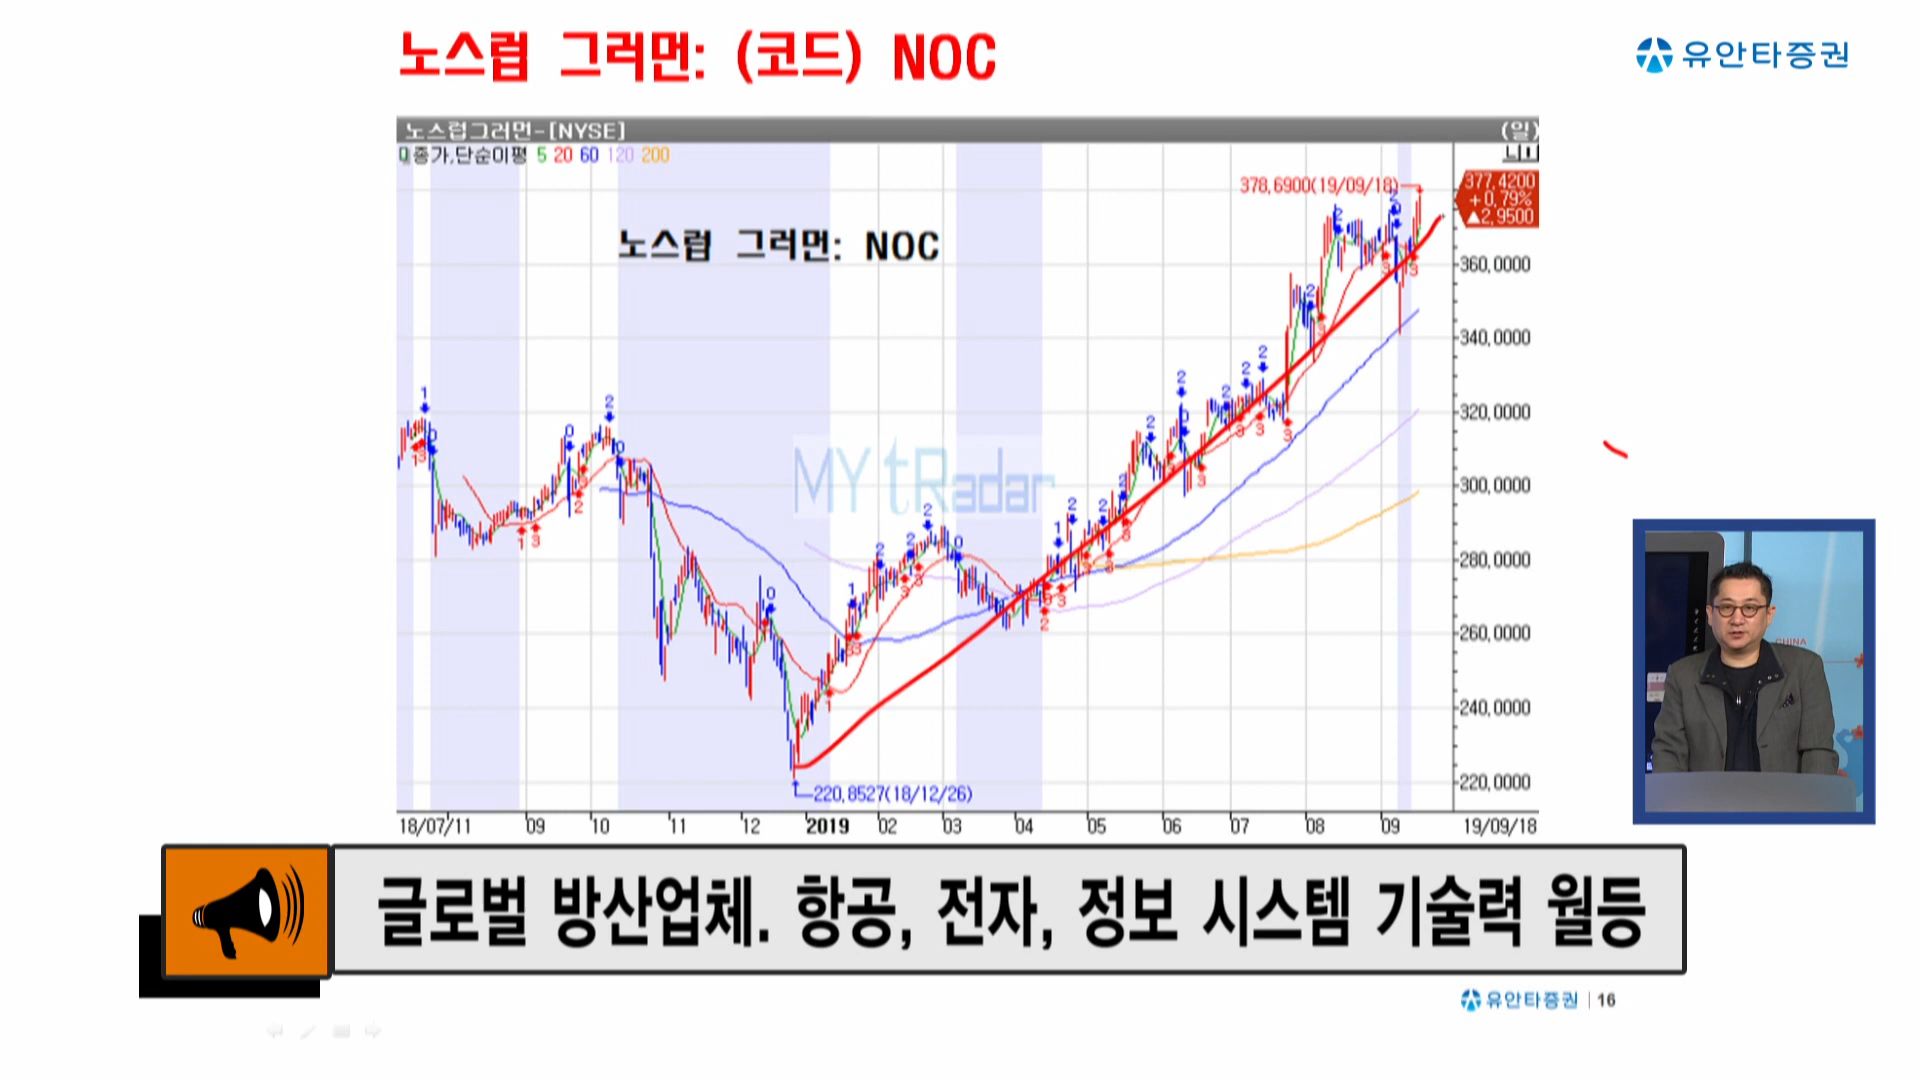 노스럽 그러먼: (코드) NOC
유안타증권
노스럽그러먼-[NYSE]
(일)
종가,단순이평 5 20 60 120 200
378,6900(19/09/18)
377,4200
+0,79%
▲2,9500
노스럽 그러먼: NOC
360,0000
340,0000
320,0000
300,0000
280,0000
260,0000
240,0000
220,0000
MY tRadar
220,8527(18/12/26)
18/07/11 09 10 11 12 2019 02 03 04 05 06 07 08 09 19/09/18
CHINA
글로벌 방산업체. 항공, 전자, 정보 시스템 기술력 월등
유안타증권 | 16